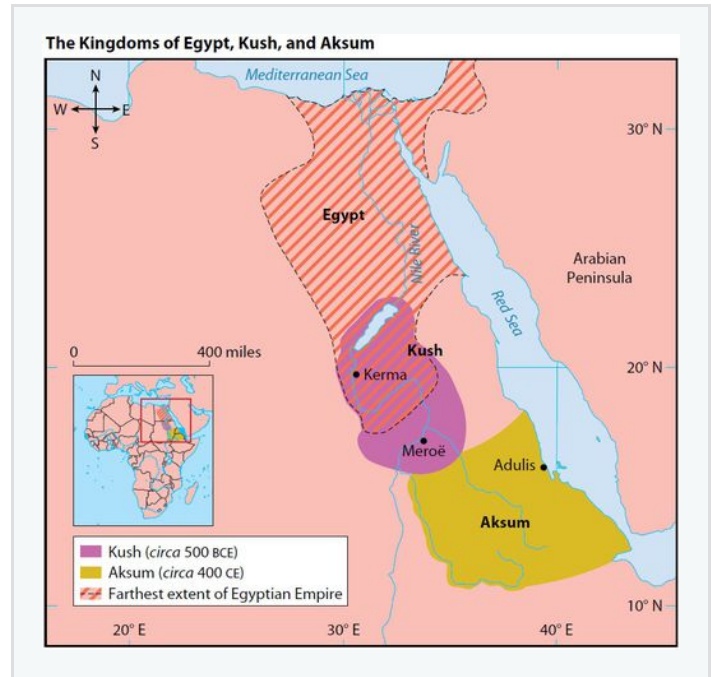 The Kingdoms of Egypt, Kush, and Aksum
N
Mediterranean Sea
W
E
S
30° N
Egypt
Nile River
Arbian
Peninsula
Red Sea
Kush
0
400 miles
20° N
Kerma
Meroë
Adulis
Aksum
Kush (circa 500 BCE)
Aksum (circa 400 CE)
Farthest extent of Egyptian Empire
10° N
20° E
30° E
40° E